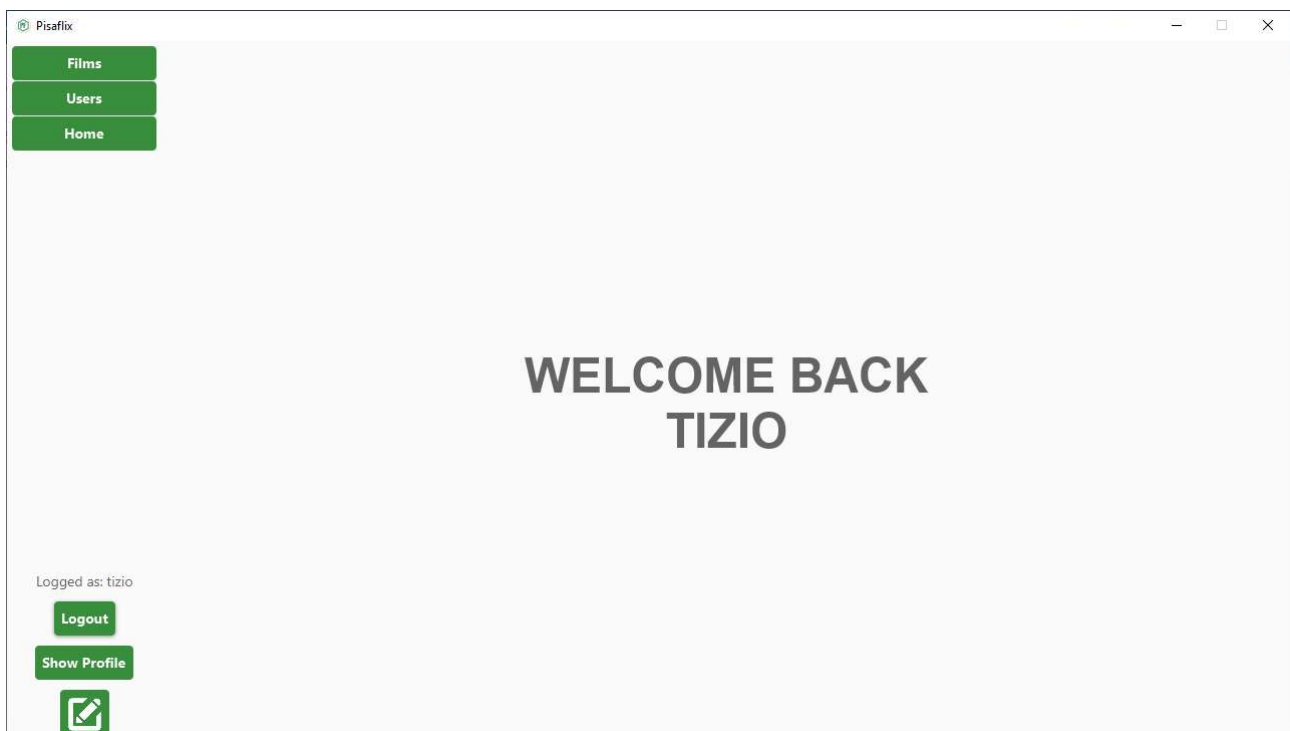 Pisaflix
Films
Users
Home
WELCOME BACK
TIZIO
Logged as: tizio
Logout
Show Profile